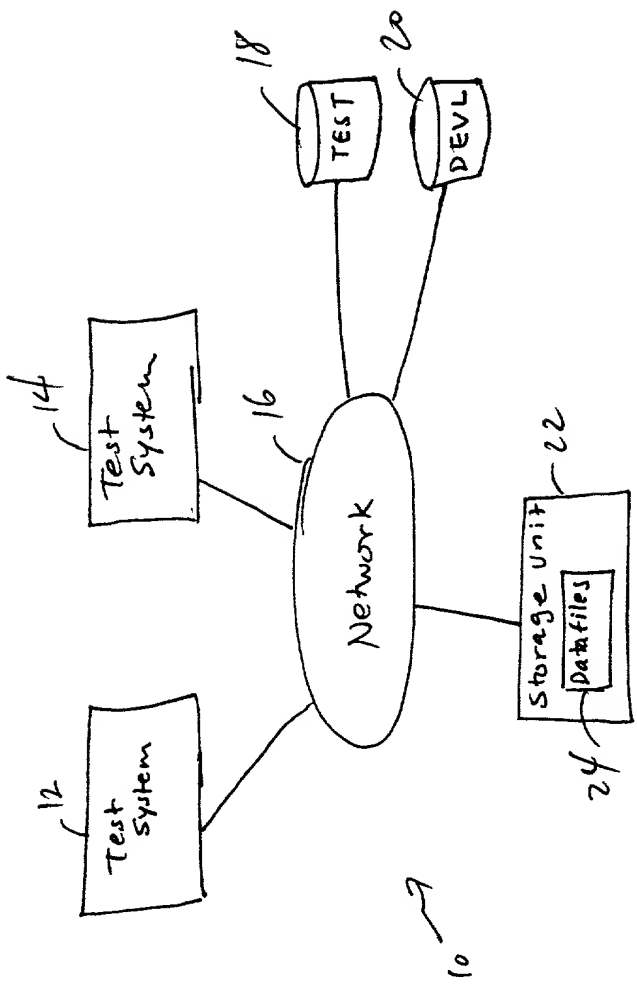 12
Test
System
14
Test
System
18
TEST
16
Network
20
DEVL
10
Storage unit
22
Datafiles
24